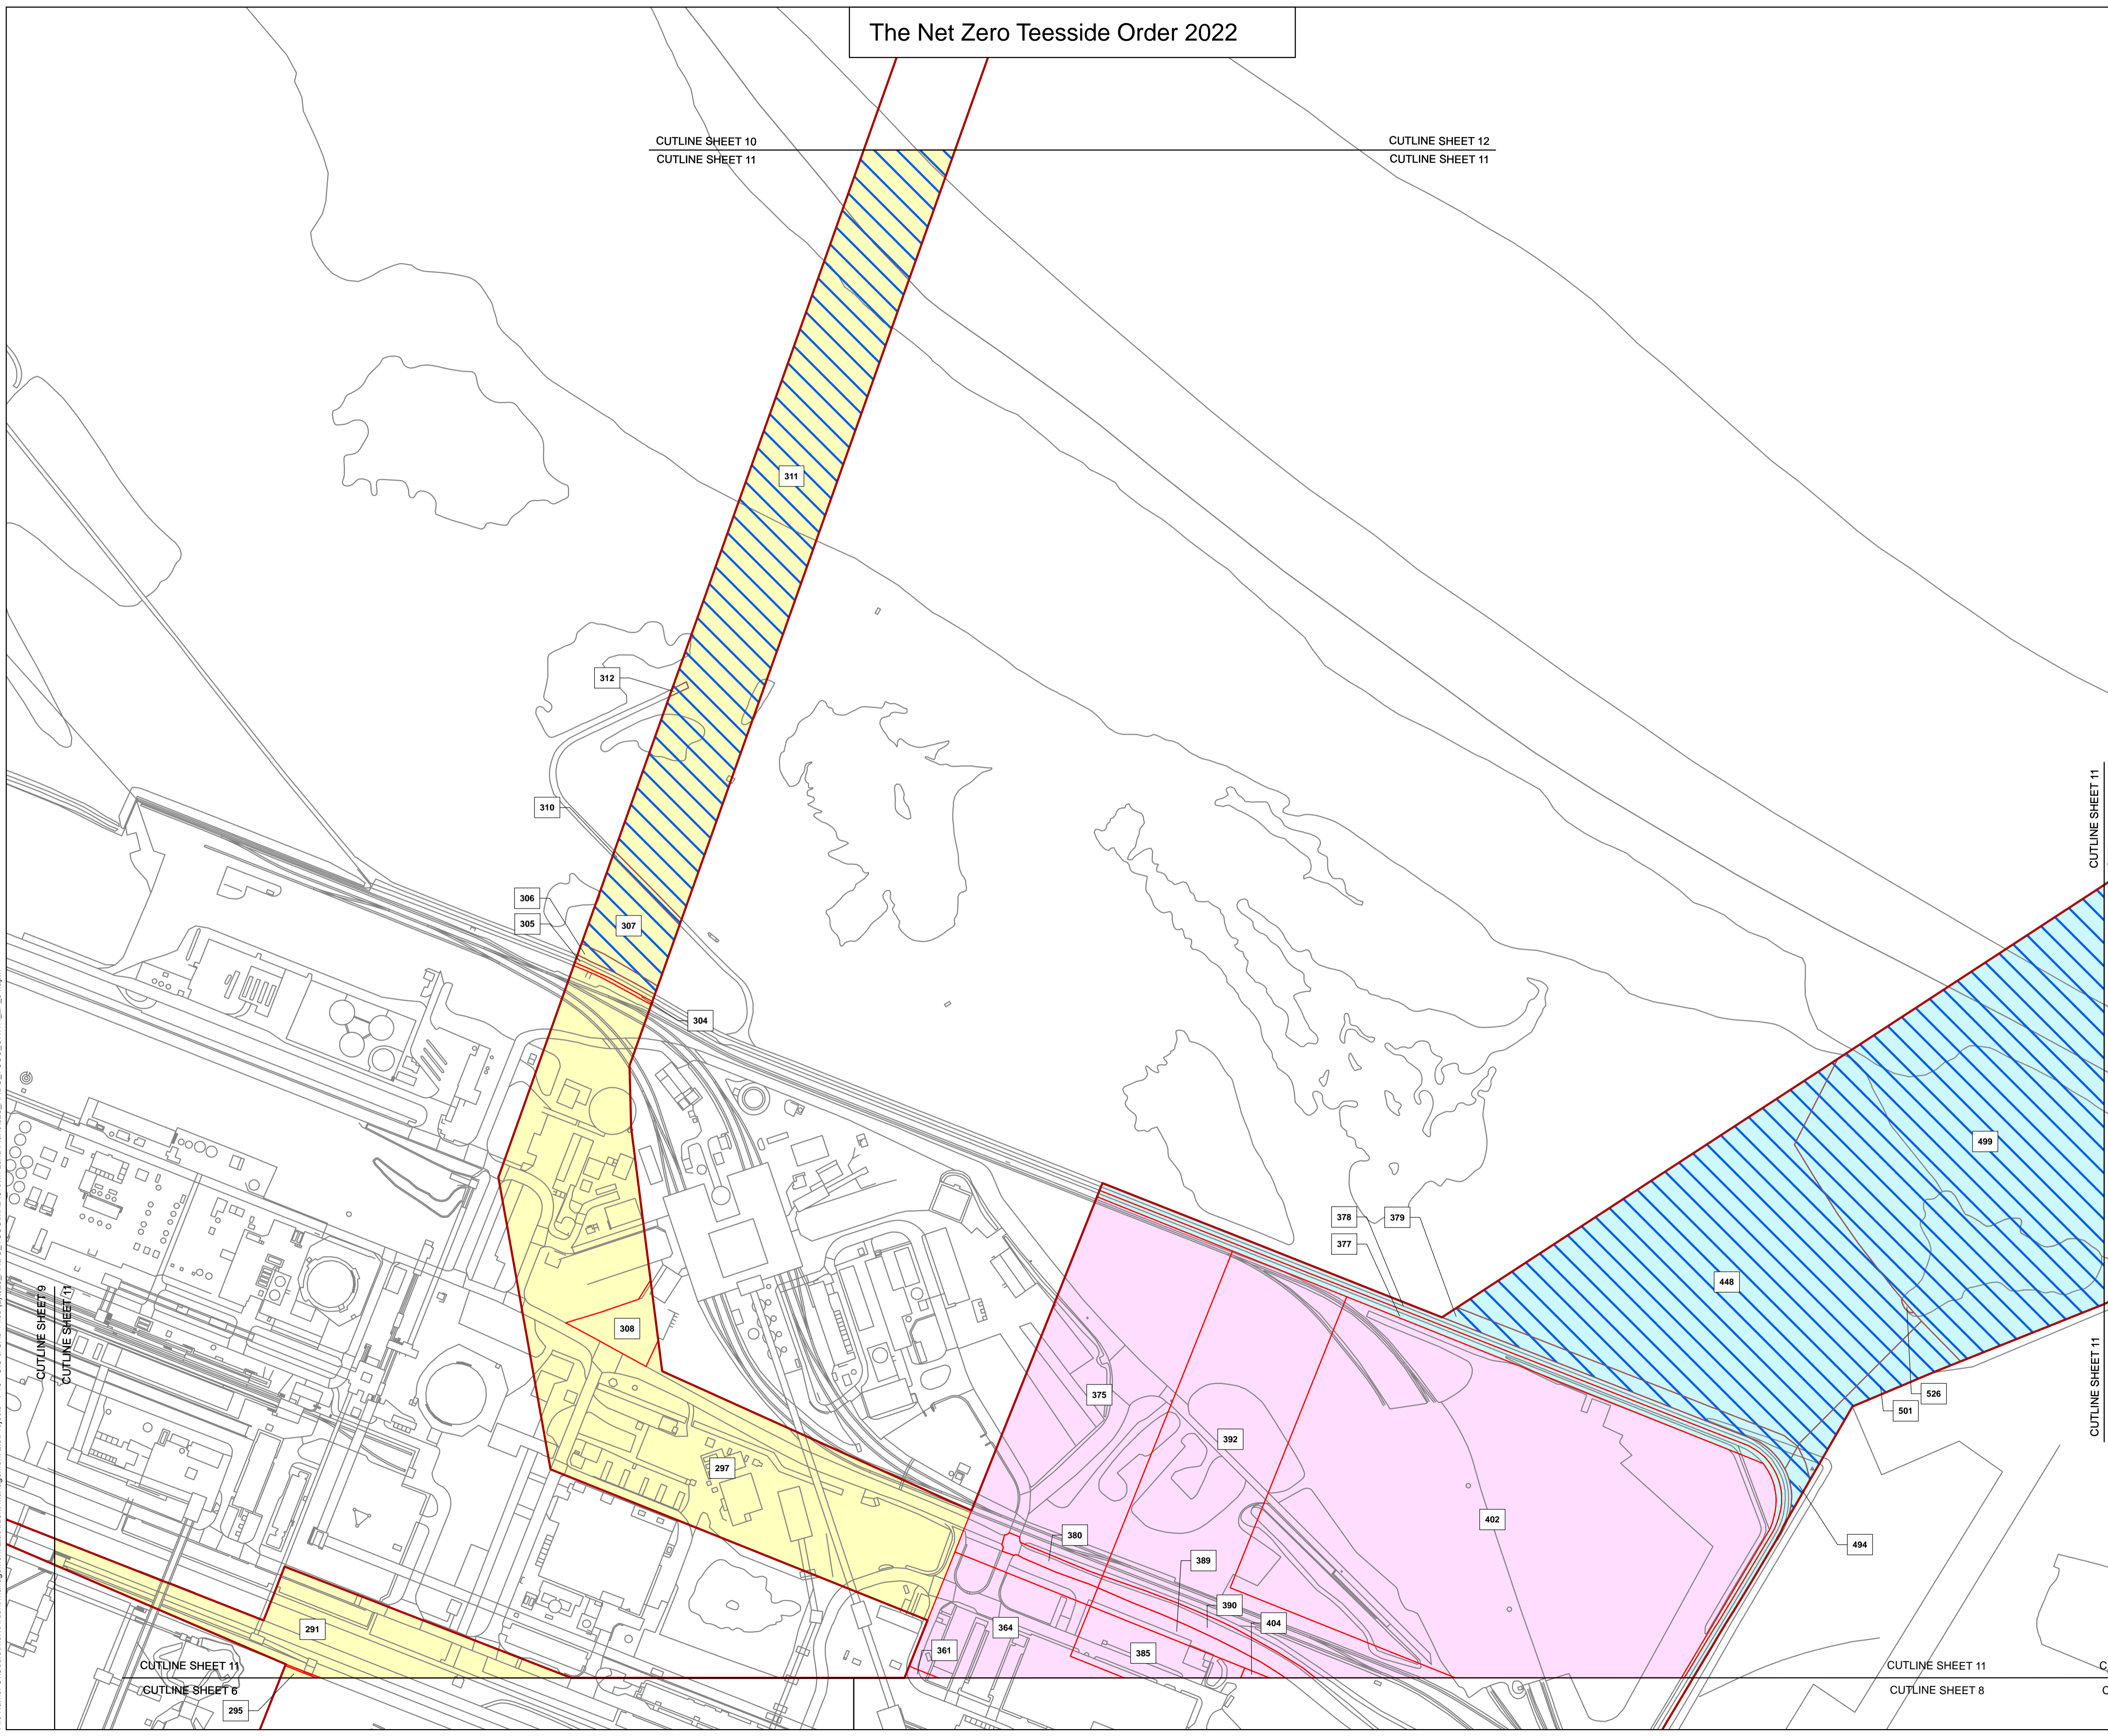 The Net Zero Teesside Order 2022
CUTLINE SHEET 10
CUTLINE SHEET 11
CUTLINE SHEET 12
CUTLINE SHEET 11
311
312
310
306
305
307
304
CUTLINE SHEET 11
378
379
377
499
448
308
375
526
501
CUTLINE SHEET 9
CUTLINE SHEET 11
CUTLINE SHEET 11
392
297
402
380
494
389
390
404
291
364
361
385
CUTLINE SHEET 11
CUTLINE SHEET 6
295
CUTLINE SHEET 11
CUTLINE SHEET 8
C
C